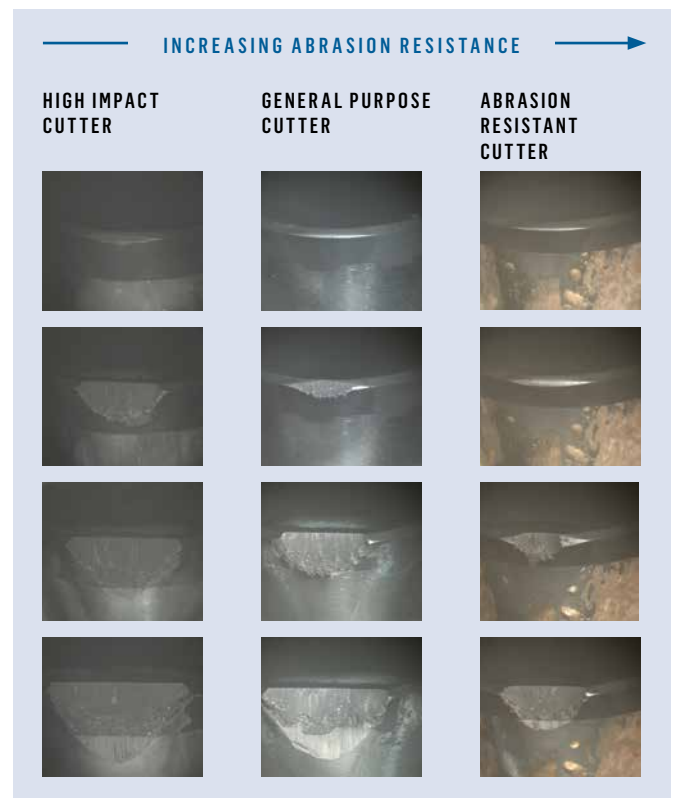 INCREASING ABRASION RESISTANCE
HIGH IMPACT
CUTTER
GENERAL PURPOSE
CUTTER
ABRASION
RESISTANT
CUTTER